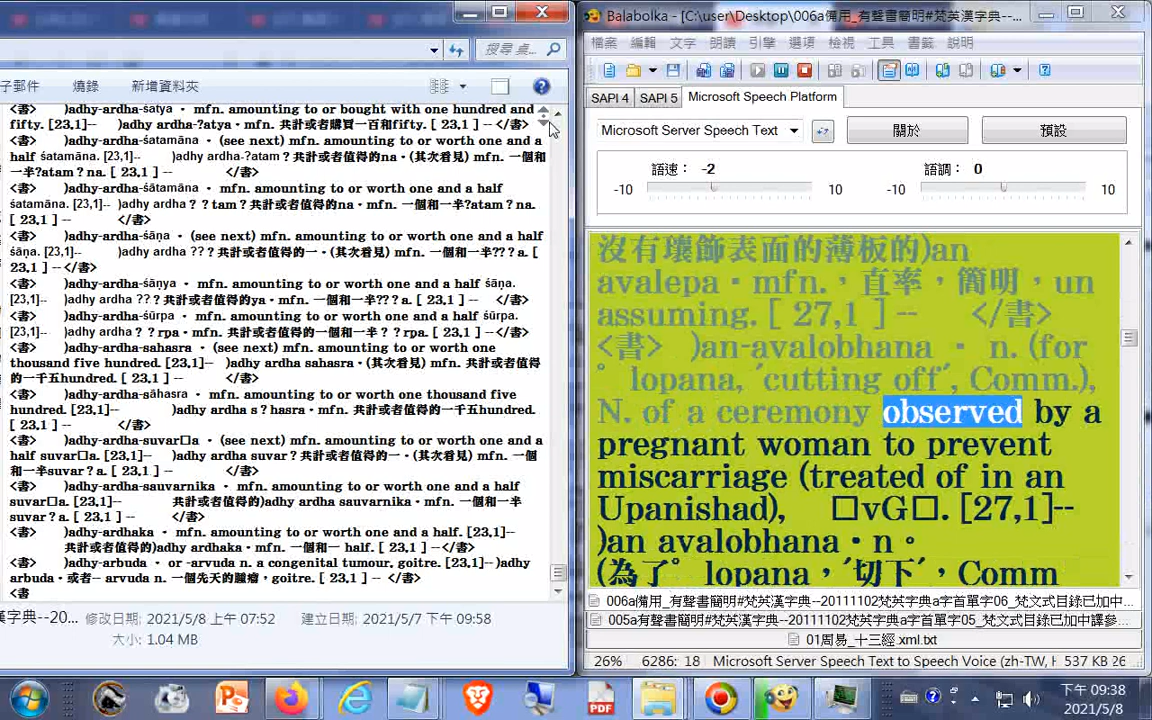 搜尋桌...
子郵件 燒錄 新增資料夾
<書> )adhy-ardha-śatya・mfn. amounting to or bought with one hundred and
fifty. [23,1]-- )adhy ardha-?atya・mfn. 共計或者購買一百和fifty. [ 23,1 ] --</書>
<書> )adhy-ardha-śatamāna・(see next) mfn. amounting to or worth one and a
half śatamāna. [23,1]-- )adhy ardha-?atam？共計或者值得的na・(其次看見) mfn. 一個和
一半?atam？na. [ 23,1 ] -- </書>
<書> )adhy-ardha-śātamāna・mfn. amounting to or worth one and a half
śatamāna. [23,1]-- )adhy ardha？？tam？共計或者值得的na・mfn. 一個和一半?atam？na.
[ 23,1 ] -- </書>
<書> )adhy-ardha-śāṇa・(see next) mfn. amounting to or worth one and a half
śāṇa. [23,1]-- )adhy ardha ??？共計或者值得的一・(其次看見) mfn. 一個和一半???a. [
23,1 ] --</書>
<書> )adhy-ardha-śāṇya・mfn. amounting to or worth one and a half śāṇa.
[23,1]-- )adhy ardha ??？共計或者值得的ya・mfn. 一個和一半???a. [ 23,1 ] --</書>
<書> )adhy-ardha-śūrpa・mfn. amounting to or worth one and a half śūrpa.
[23,1]-- )adhy ardha？？rpa・mfn. 共計或者值得的一個和一半？？rpa. [ 23,1 ] --</書>
<書> )adhy-ardha-sahasra・(see next) mfn. amounting to or worth one
thousand five hundred. [23,1]-- )adhy ardha sahasra・(其次看見) mfn. 共計或者值得
的一千五hundred. [ 23,1 ] -- </書>
<書> )adhy-ardha-sāhasra・mfn. amounting to or worth one thousand five
hundred. [23,1]-- )adhy ardha s？hasra・mfn. 共計或者值得的一千五hundred.
[ 23,1 ] -- </書>
<書> )adhy-ardha-suvar□a・(see next) mfn. amounting to or worth one and a
half suvar□a. [23,1]-- )adhy ardha suvar？共計或者值得的一・(其次看見) mfn. 一個
和一半suvar？a. [ 23,1 ] -- </書>
<書> )adhy-ardha-sauvarnika・mfn. amounting to or worth one and a half
suvar□a. [23,1]-- 共計或者值得的)adhy ardha sauvarnika・mfn. 一個和一半
suvar？a. [ 23,1 ] -- </書>
<書> )adhy-ardhaka・mfn. amounting to or worth one and a half. [23,1]--
共計或者值得的)adhy ardhaka・mfn. 一個和一 half. [ 23,1 ] --</書>
<書> )adhy-arbuda・or -arvuda n. a congenital tumour, goitre. [23,1]--)adhy
arbuda・或者– arvuda n. 一個先天的腫瘤，goitre. [ 23,1 ] --</書>
<書
漢字典--20... 修改日期: 2021/5/8 上午 07:52 建立日期: 2021/5/7 下午 09:58
大小: 1.04 MB
Balabolka - [C:\user\Desktop\006a備用_有聲書簡明#梵英漢字典--...
檔案 編輯 文字 朗讀 引擎 選項 檢視 工具 書籤 說明
SAPI 4 SAPI 5 Microsoft Speech Platform
Microsoft Server Speech Text 關於 預設
語速： -2 語調： 0
-10 10 -10 10
沒有瓌飾表面的薄板的)an
avalepa・mfn.，直率，簡明，un
assuming. [ 27,1 ] -- </書>
<書> )an-avalobhana・ n. (for
°lopana, 'cutting off', Comm.),
N. of a ceremony observed by a
pregnant woman to prevent
miscarriage (treated of in an
Upanishad), □vG□. [27,1]--
)an avalobhana・n。
(為了°lopana，'切下'，Comm
006a備用_有聲書簡明#梵英漢字典--20111102梵英字典a字首單字06_梵文式目錄已加中...
005a有聲書簡明#梵英漢字典--20111102梵英字典a字首單字05_梵文式目錄已加中譯參...
01周易_十三經.xml.txt
26% 6286: 18 Microsoft Server Speech Text to Speech Voice (zh-TW, H 537 KB 26
PDF
下午 09:38
2021/5/8